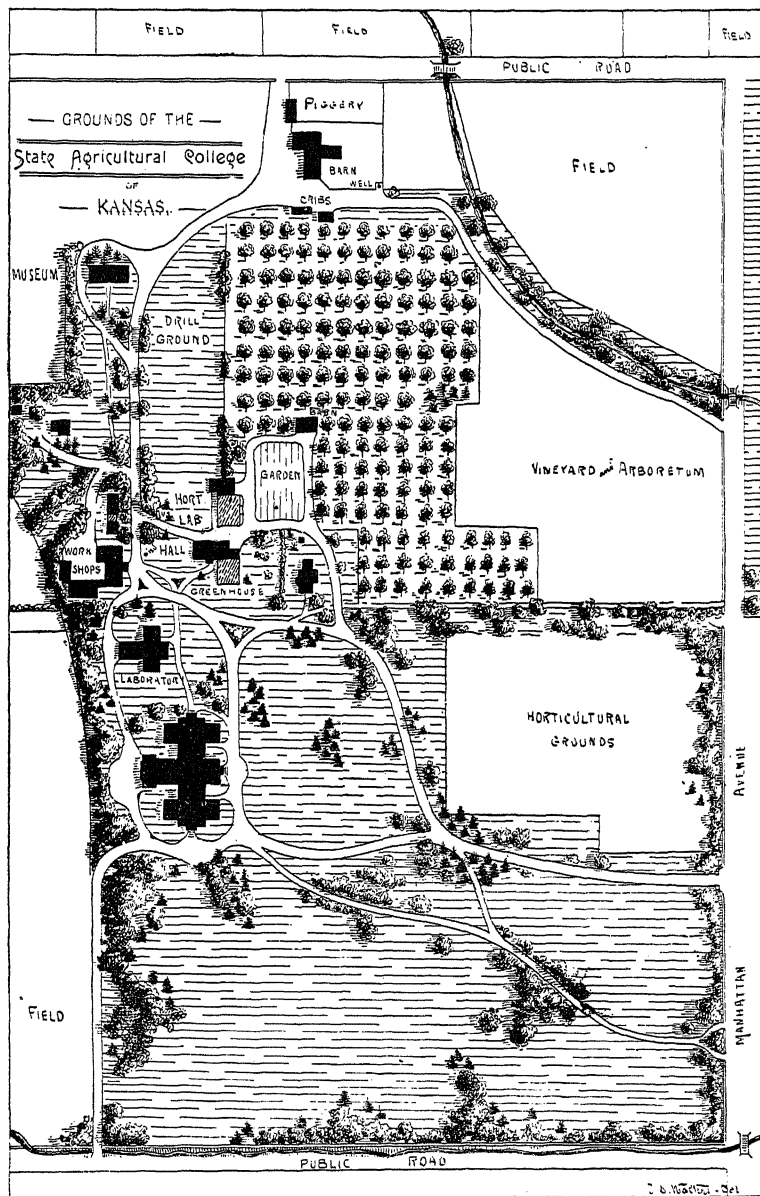 FIELD
FIELD
FIELD
PUBLIC ROAD
GROUNDS OF THE
State Agricultural College
OF
KANSAS.
PIGGERY
BARN
WELL
CRIBS
FIELD
MUSEUM
DRILL
GROUND
BARN
GARDEN
VINEYARD and ARBORETUM
HORT
LAB
and HALL
WORK
SHOPS
GREENHOUSE
LABORATORY
HORTICULTURAL
GROUNDS
MANHATTAN AVENUE
FIELD
PUBLIC ROAD